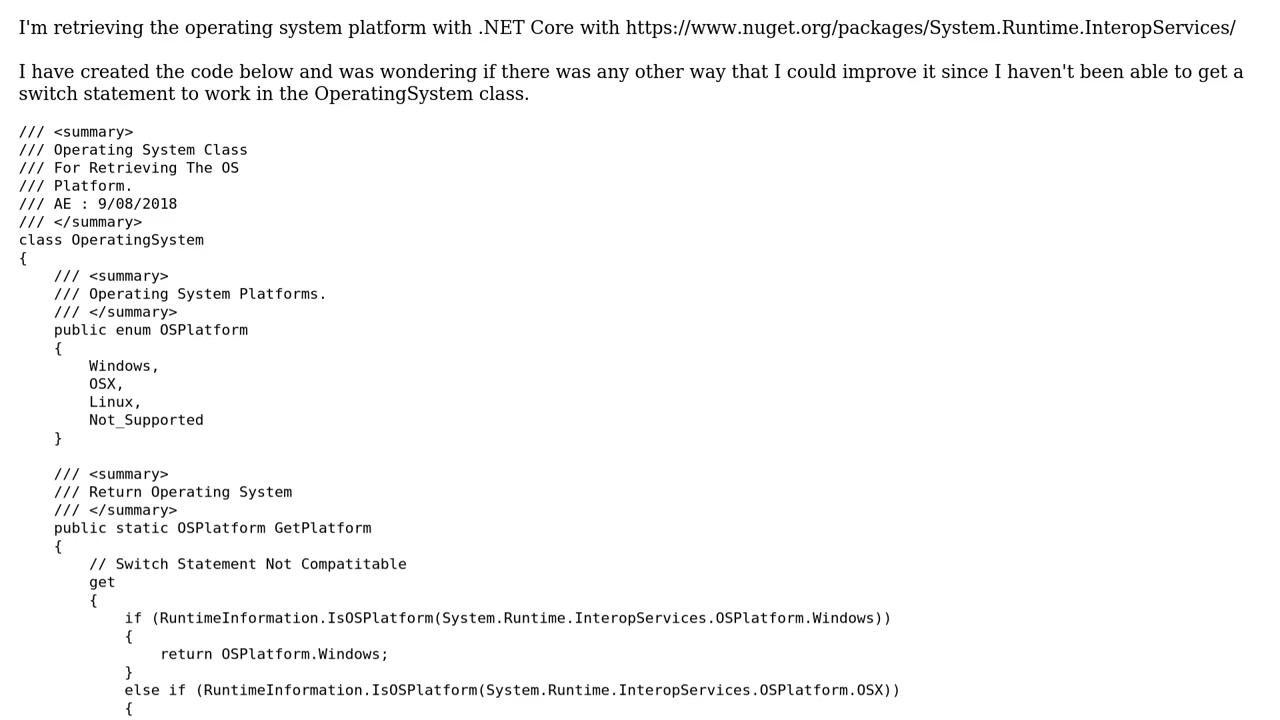 I'm retrieving the operating system platform with .NET Core with https://www.nuget.org/packages/System.Runtime.InteropServices/
I have created the code below and was wondering if there was any other way that I could improve it since I haven't been able to get a
switch statement to work in the OperatingSystem class.
/// <summary>
/// Operating System Class
/// For Retrieving The OS
/// Platform.
/// AE : 9/08/2018
/// </summary>
class OperatingSystem
{
    /// <summary>
    /// Operating System Platforms.
    /// </summary>
    public enum OSPlatform
    {
        Windows,
        OSX,
        Linux,
        Not_Supported
    }
    /// <summary>
    /// Return Operating System
    /// </summary>
    public static OSPlatform GetPlatform
    {
        // Switch Statement Not Compatitable
        get
        {
            if (RuntimeInformation.IsOSPlatform(System.Runtime.InteropServices.OSPlatform.Windows))
            {
                return OSPlatform.Windows;
            }
            else if (RuntimeInformation.IsOSPlatform(System.Runtime.InteropServices.OSPlatform.OSX))
            {